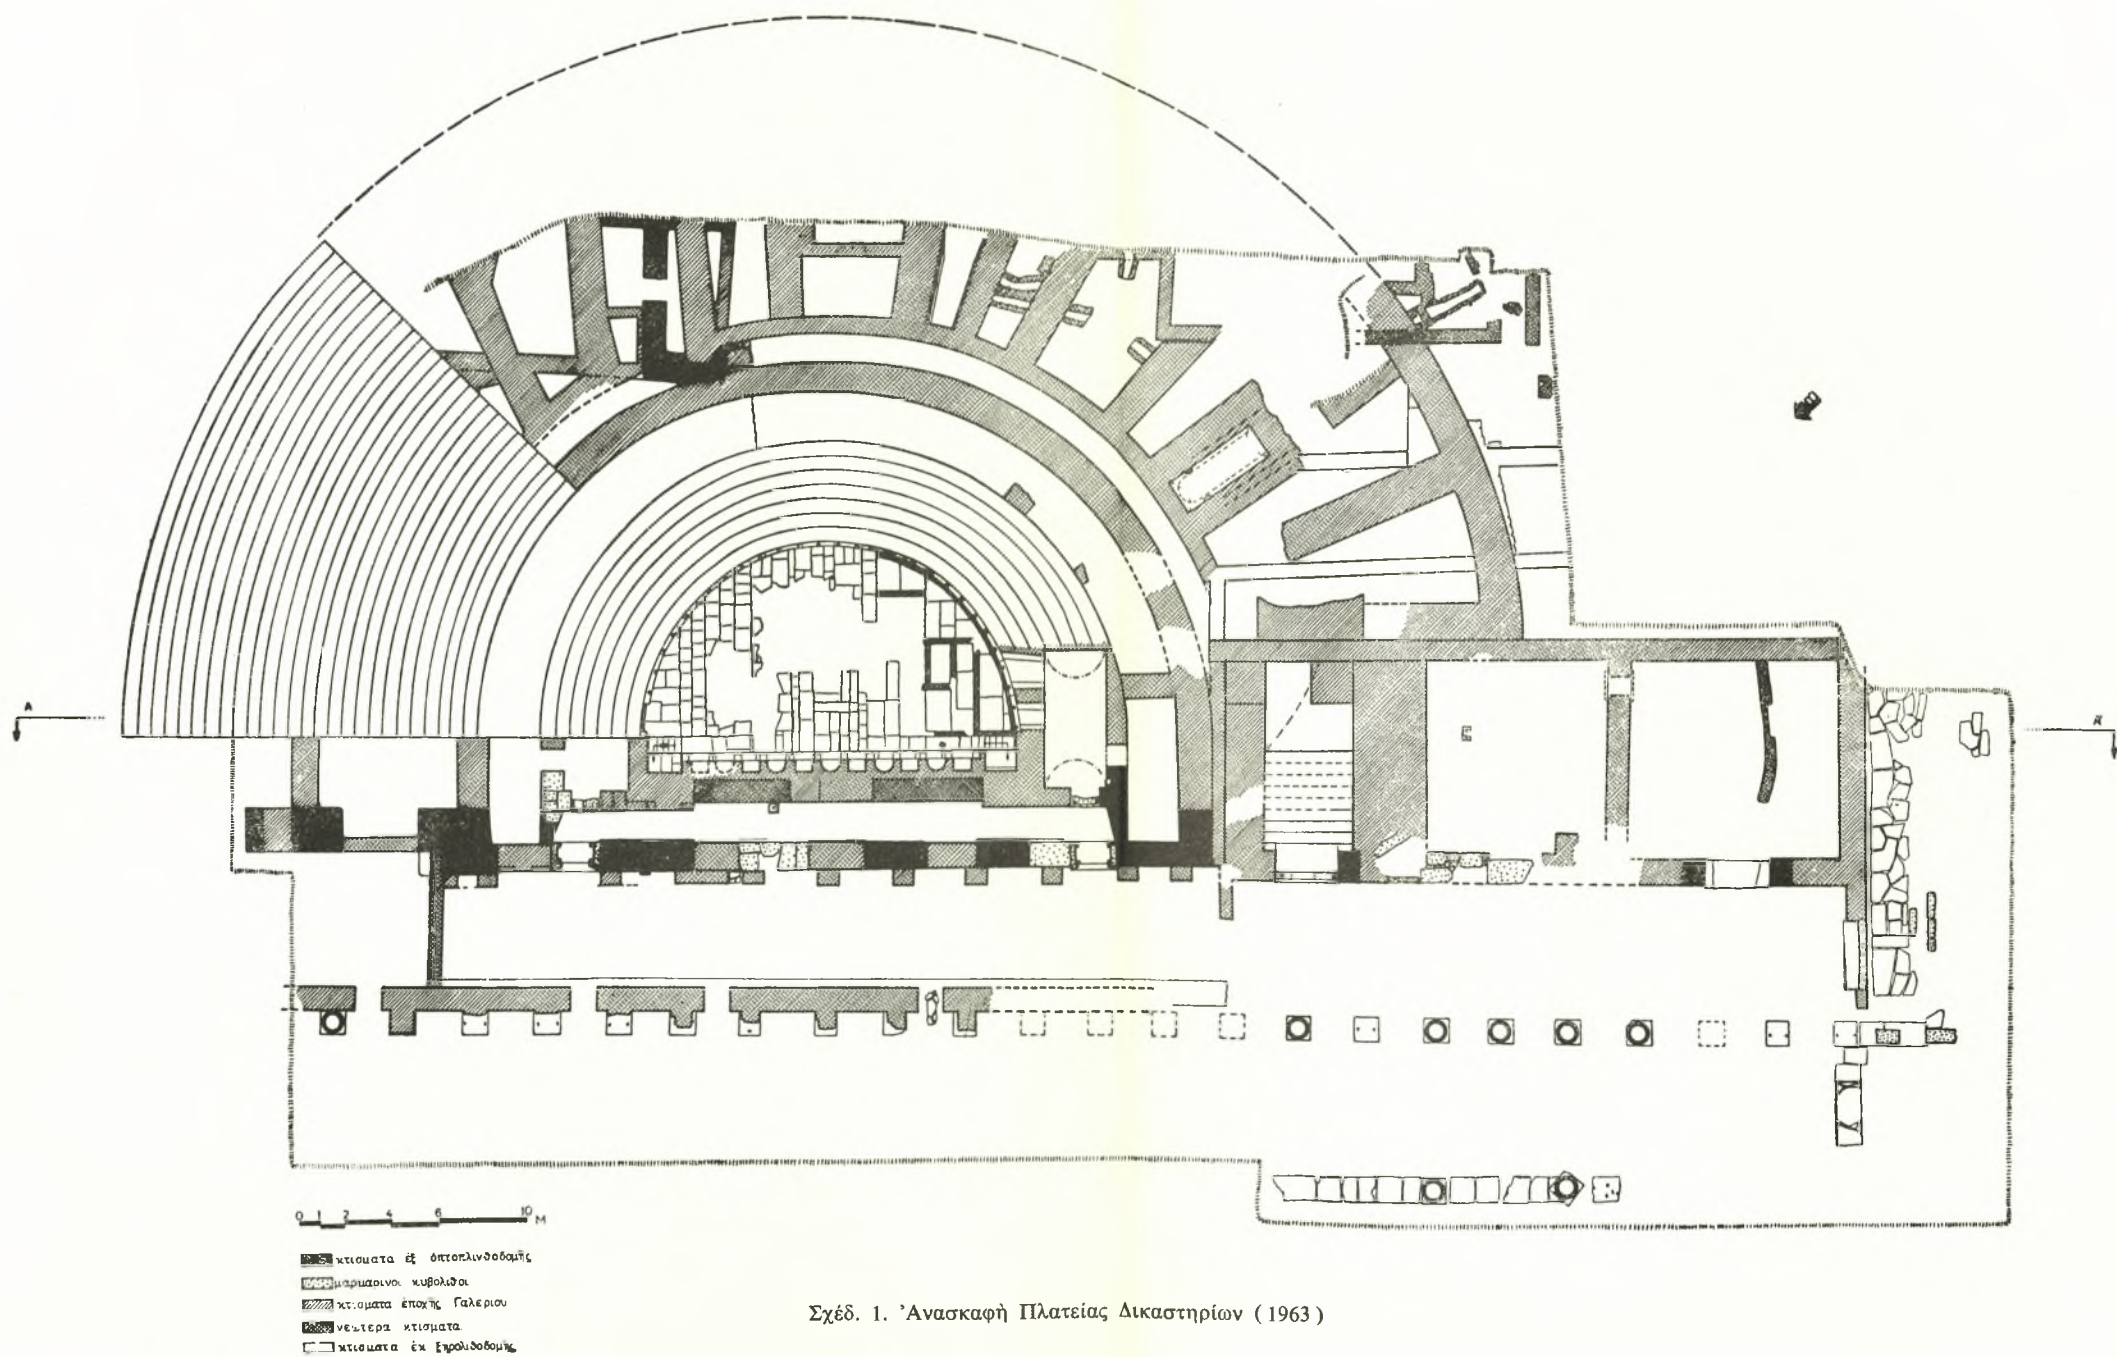 A
A
0 1 2 4 6 10 M
κτισματα ἐξ ὀπτοπλινθοδομῆς
μαρμαρινοι κυβολιθοι
κτισματα ἐποχῆς Γαλεριου
νεωτερα κτισματα
κτισματα ἐκ ξηρολιθοδομῆς
Σχέδ. 1. Ἀνασκαφὴ Πλατείας Δικαστηρίων (1963)